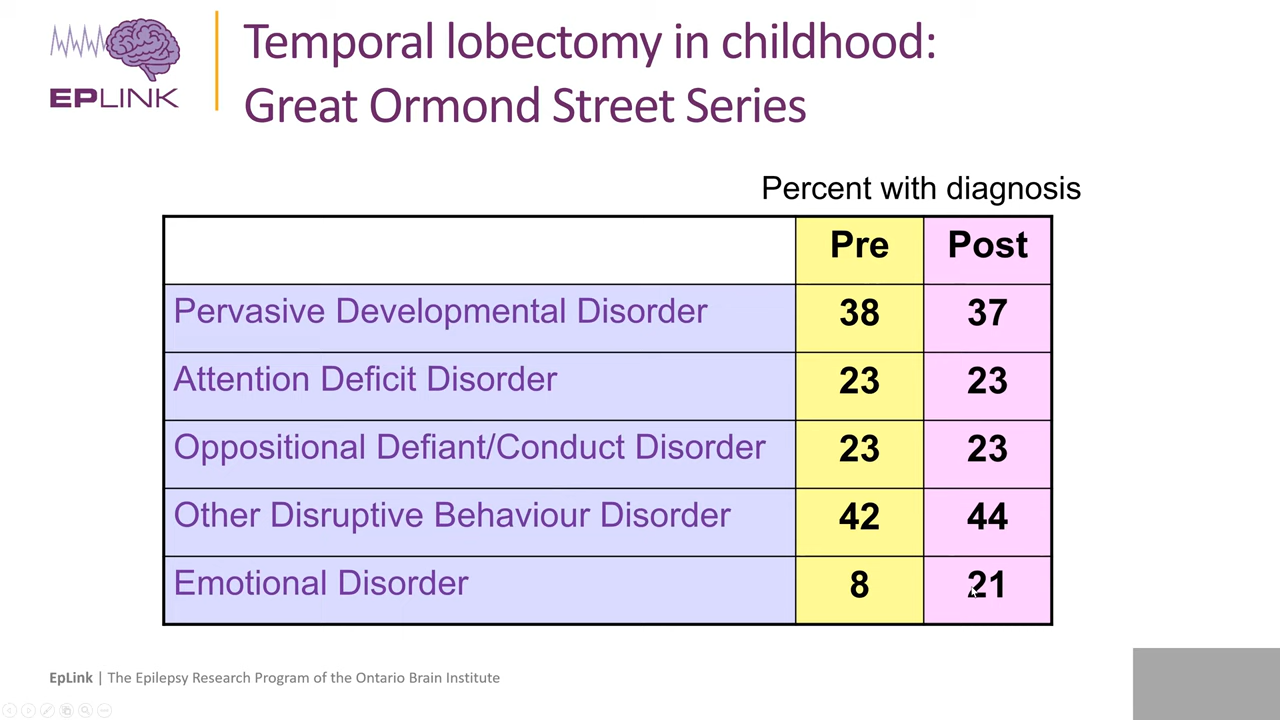 EPLINK
Temporal lobectomy in childhood:
Great Ormond Street Series
Percent with diagnosis
Pre Post
Pervasive Developmental Disorder 38 37
Attention Deficit Disorder 23 23
Oppositional Defiant/Conduct Disorder 23 23
Other Disruptive Behaviour Disorder 42 44
Emotional Disorder 8 21
EpLink | The Epilepsy Research Program of the Ontario Brain Institute